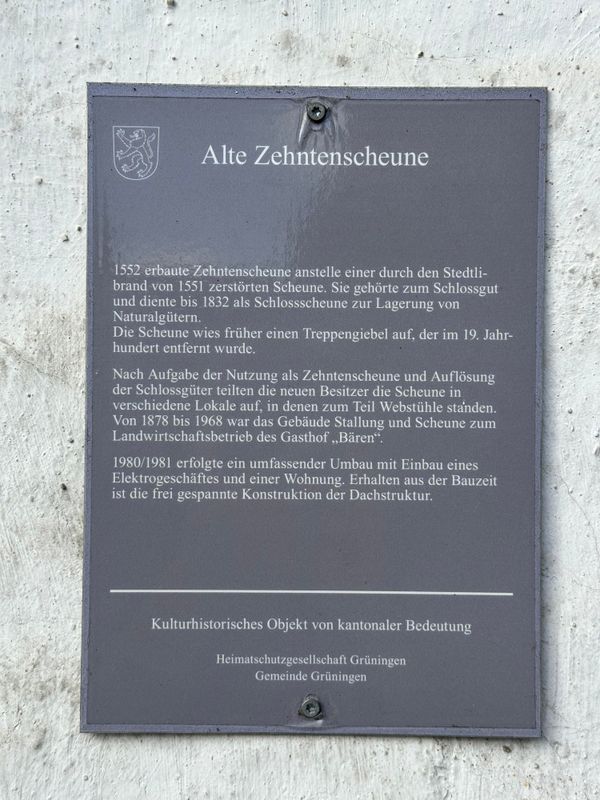 Alte Zehntenscheune
1552 erbaute Zehntenscheune anstelle einer durch den Stedtli-
brand von 1551 zerstörten Scheune. Sie gehörte zum Schlossgut
und diente bis 1832 als Schlossscheune zur Lagerung von
Naturalgütern.
Die Scheune wies früher einen Treppengiebel auf, der im 19. Jahr-
hundert entfernt wurde.
Nach Aufgabe der Nutzung als Zehntenscheune und Auflösung
der Schlossgüter teilten die neuen Besitzer die Scheune in
verschiedene Lokale auf, in denen zum Teil Webstühle standen.
Von 1878 bis 1968 war das Gebäude Stallung und Scheune zum
Landwirtschaftsbetrieb des Gasthof „Bären“.
1980/1981 erfolgte ein umfassender Umbau mit Einbau eines
Elektrogeschäftes und einer Wohnung. Erhalten aus der Bauzeit
ist die frei gespannte Konstruktion der Dachstruktur.
Kulturhistorisches Objekt von kantonaler Bedeutung
Heimatschutzgesellschaft Grüningen
Gemeinde Grüningen